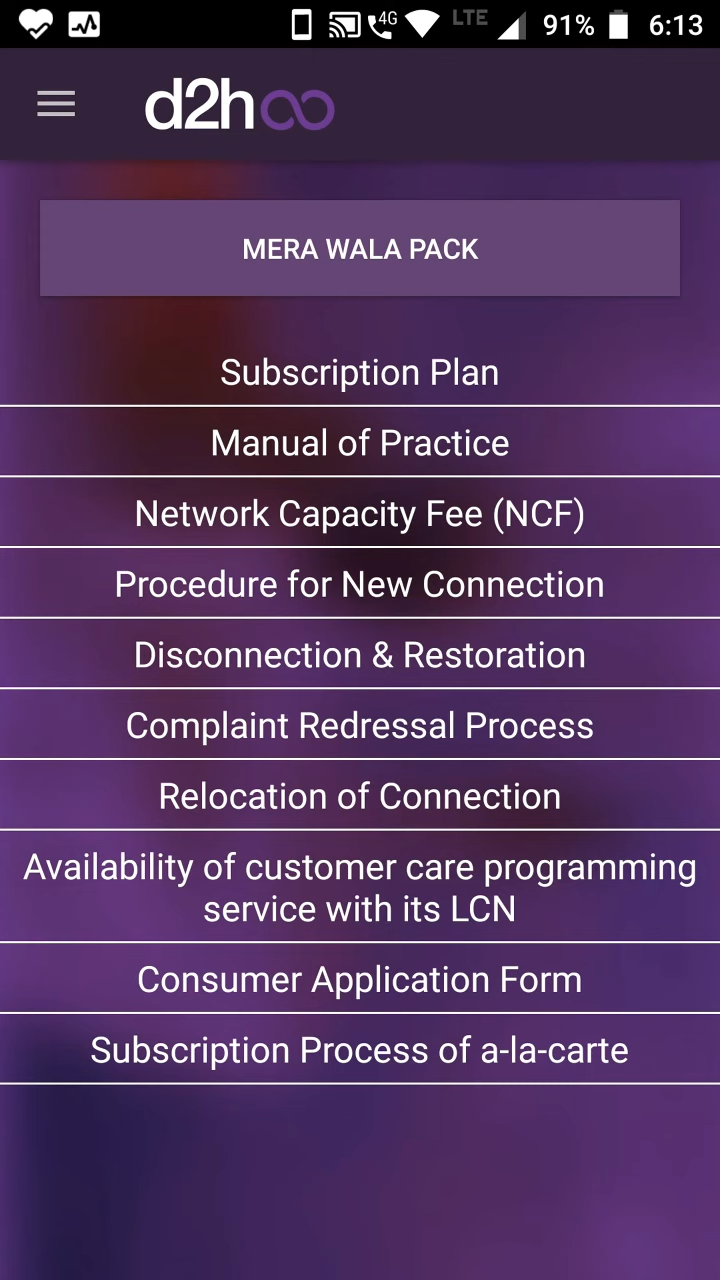 4G LTE 91% 6:13
d2h
MERA WALA PACK
Subscription Plan
Manual of Practice
Network Capacity Fee (NCF)
Procedure for New Connection
Disconnection & Restoration
Complaint Redressal Process
Relocation of Connection
Availability of customer care programming
service with its LCN
Consumer Application Form
Subscription Process of a-la-carte